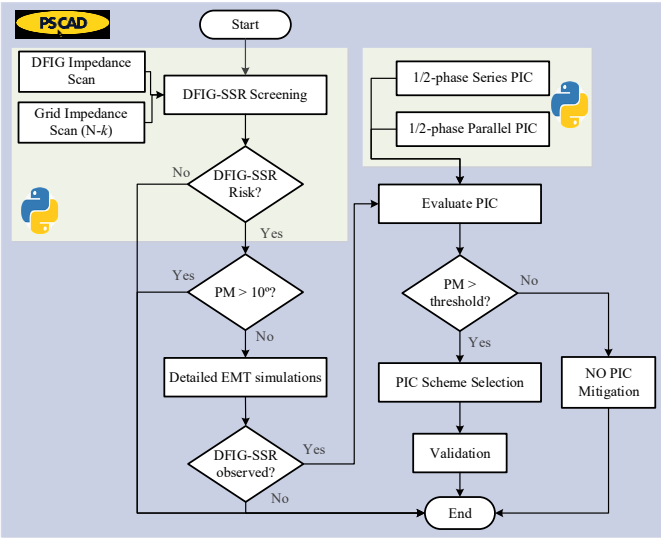 PSCAD
Start
DFIG Impedance
Scan
Grid Impedance
Scan (N-k)
DFIG-SSR Screening
No
DFIG-SSR
Risk?
Yes
Yes
PM > 10º?
No
Detailed EMT simulations
DFIG-SSR
observed?
Yes
No
1/2-phase Series PIC
1/2-phase Parallel PIC
Evaluate PIC
PM >
threshold?
No
Yes
PIC Scheme Selection
NO PIC
Mitigation
Validation
End